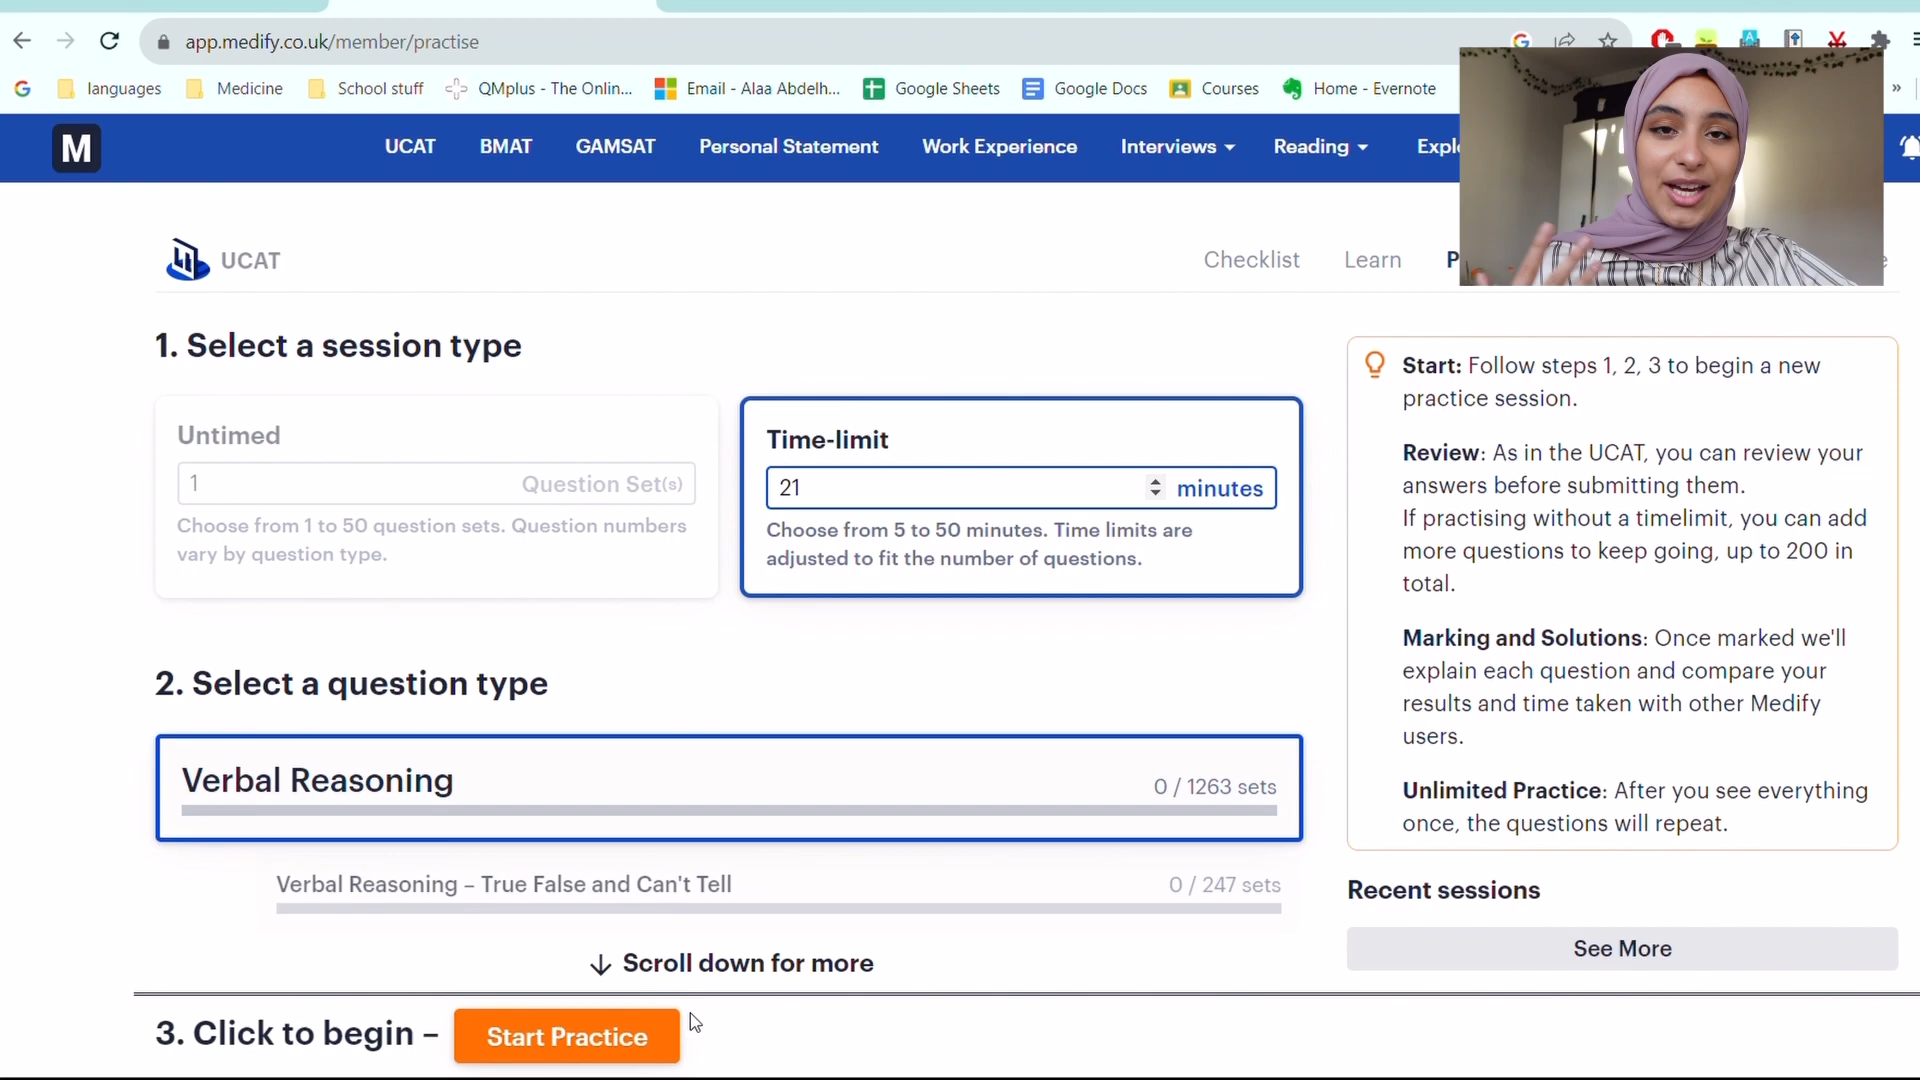 app.medify.co.uk/member/practise
languages Medicine School stuff QMplus - The Onlin... Email - Alaa Abdelh... Google Sheets Google Docs Courses Home - Evernote »
M UCAT BMAT GAMSAT Personal Statement Work Experience Interviews Reading Expl
UCAT Checklist Learn P
1. Select a session type
Untimed
1 Question Set(s)
Choose from 1 to 50 question sets. Question numbers
vary by question type.
Time-limit
21 minutes
Choose from 5 to 50 minutes. Time limits are
adjusted to fit the number of questions.
2. Select a question type
Verbal Reasoning 0 / 1263 sets
Verbal Reasoning – True False and Can't Tell 0 / 247 sets
↓ Scroll down for more
3. Click to begin – Start Practice
Start: Follow steps 1, 2, 3 to begin a new
practice session.
Review: As in the UCAT, you can review your
answers before submitting them.
If practising without a timelimit, you can add
more questions to keep going, up to 200 in
total.
Marking and Solutions: Once marked we'll
explain each question and compare your
results and time taken with other Medify
users.
Unlimited Practice: After you see everything
once, the questions will repeat.
Recent sessions
See More